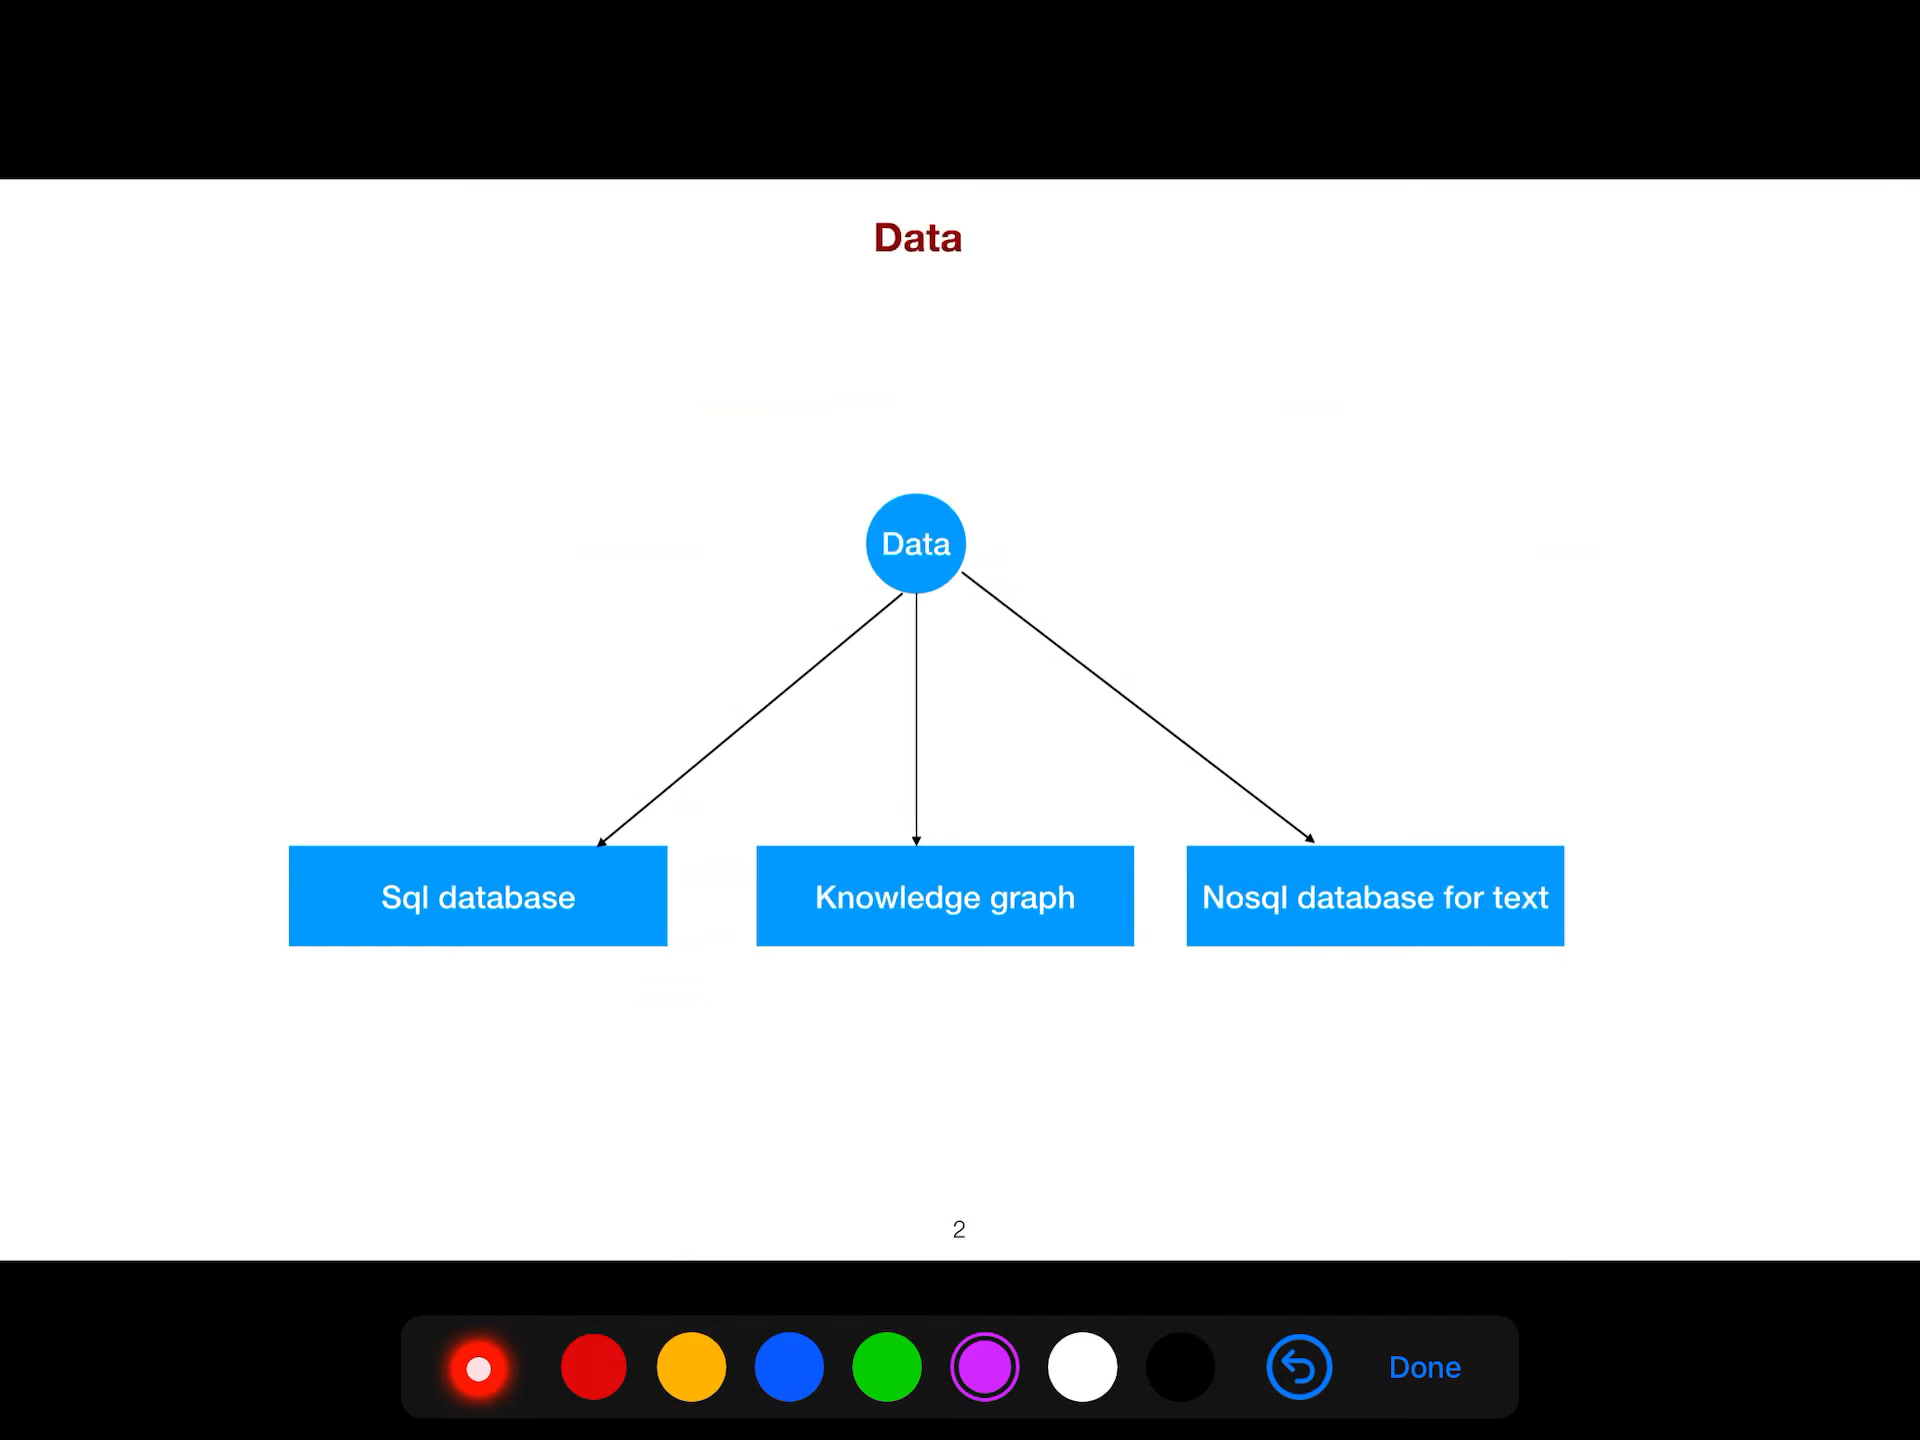 Data
Data
Sql database
Knowledge graph
Nosql database for text
2
Done